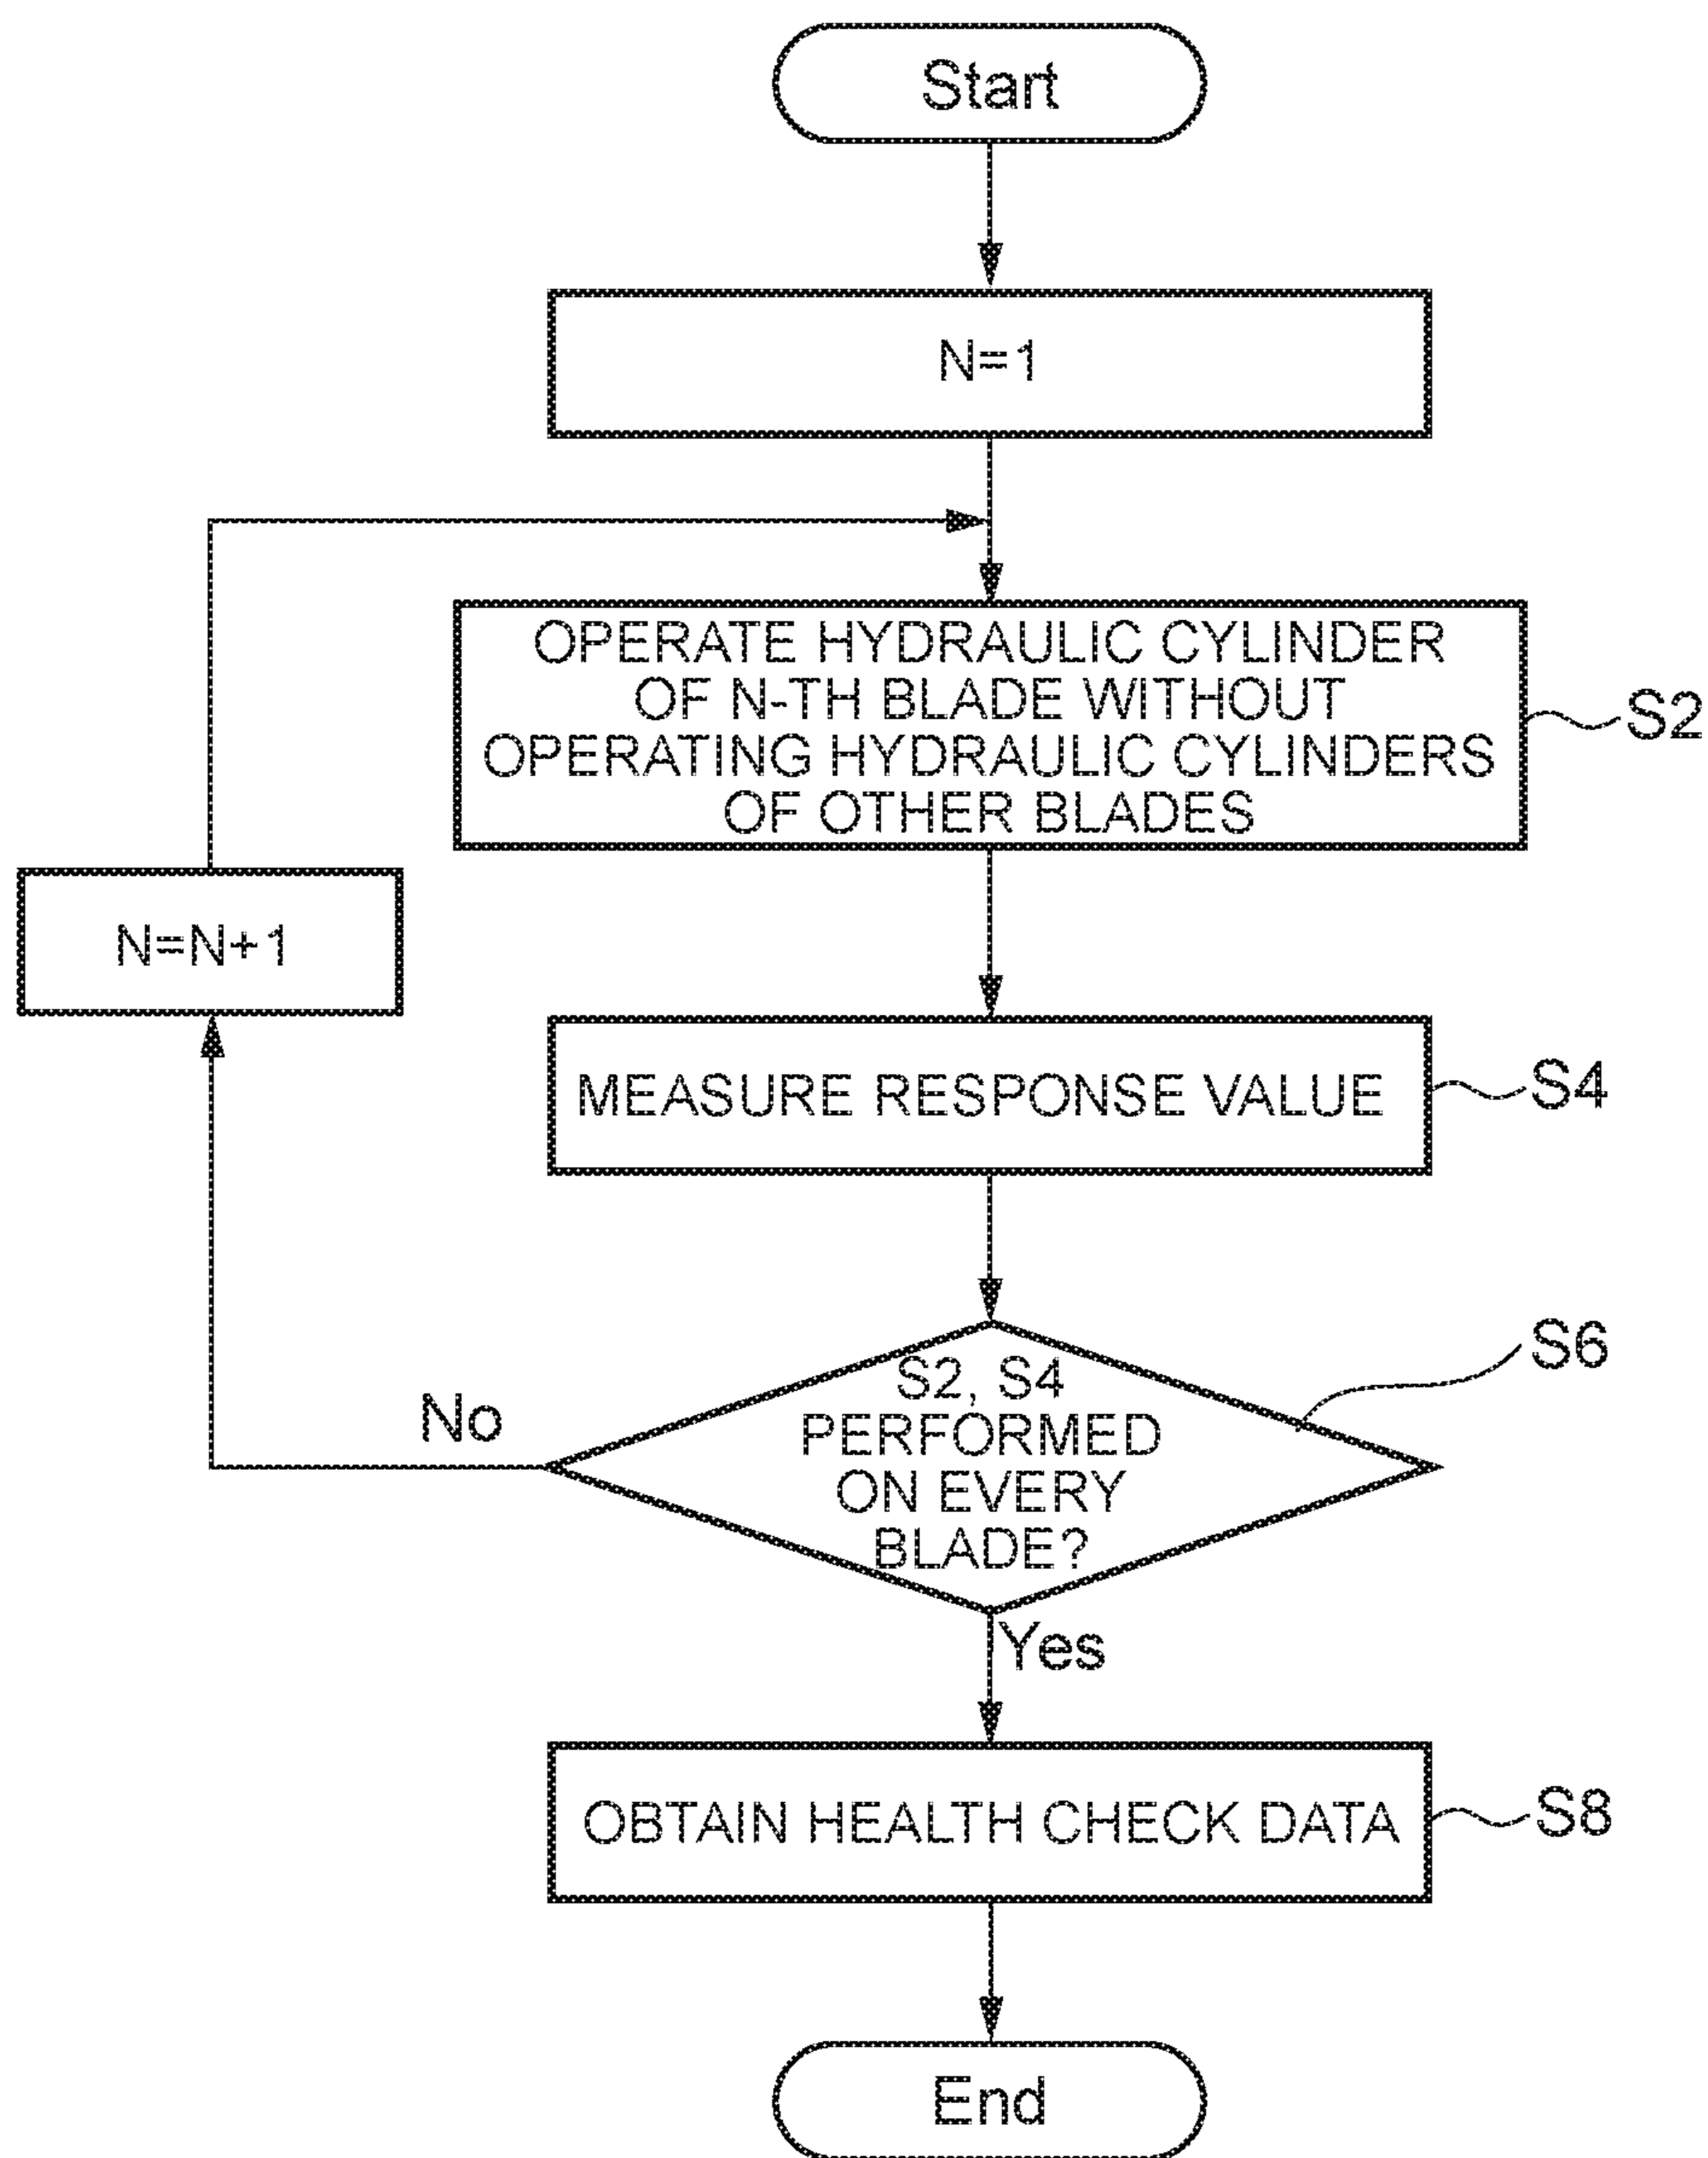 Start
N=1
OPERATE HYDRAULIC CYLINDER
OF N-TH BLADE WITHOUT
OPERATING HYDRAULIC CYLINDERS
OF OTHER BLADES
S2
N=N+1
MEASURE RESPONSE VALUE
S4
S2, S4
PERFORMED
ON EVERY
BLADE?
S6
No
Yes
OBTAIN HEALTH CHECK DATA
S8
End